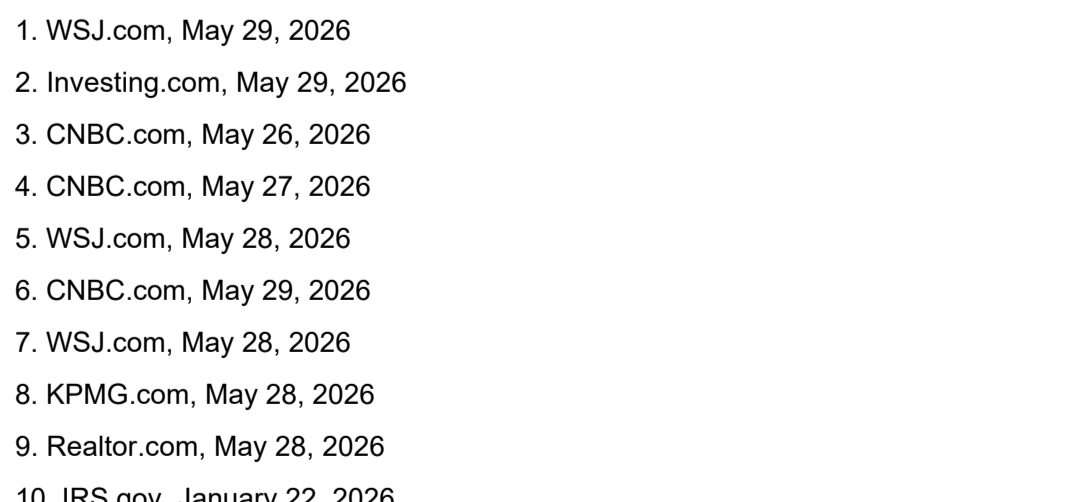 1. WSJ.com, May 29, 2026
2. Investing.com, May 29, 2026
3. CNBC.com, May 26, 2026
4. CNBC.com, May 27, 2026
5. WSJ.com, May 28, 2026
6. CNBC.com, May 29, 2026
7. WSJ.com, May 28, 2026
8. KPMG.com, May 28, 2026
9. Realtor.com, May 28, 2026
10. IRS.gov, January 22, 2026